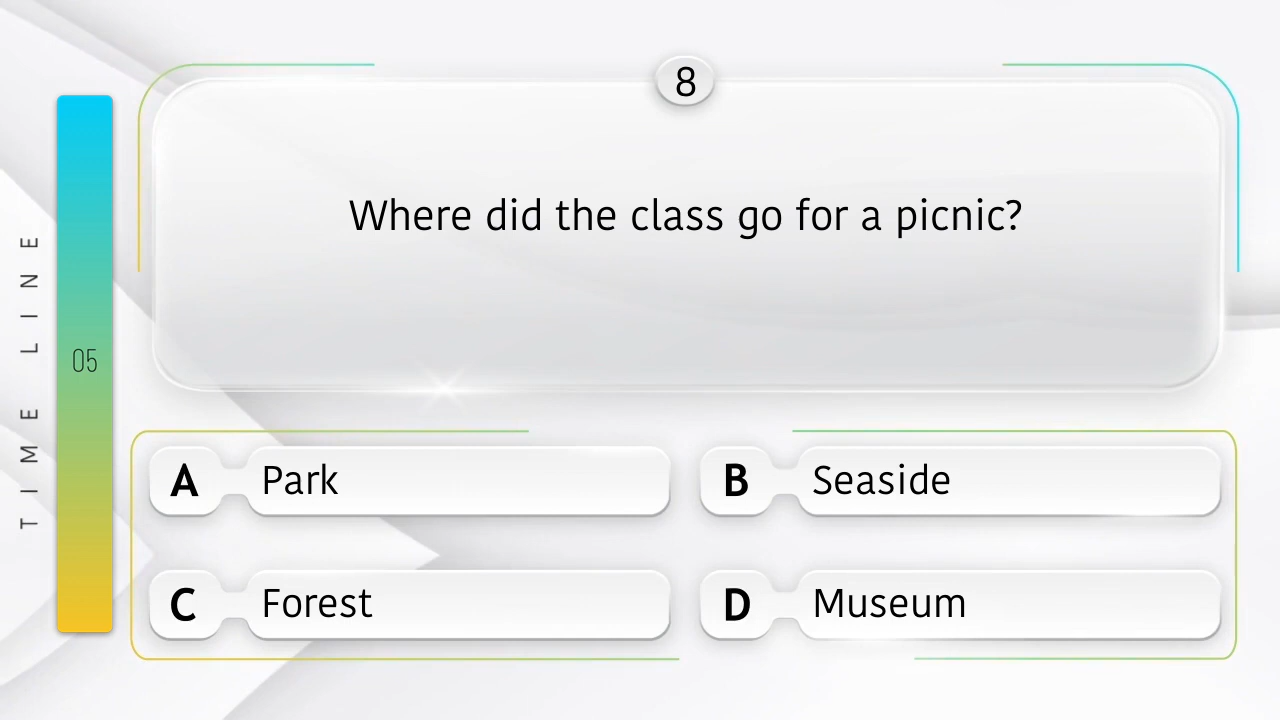 8
Where did the class go for a picnic?
TIME LINE
05
A Park
B Seaside
C Forest
D Museum